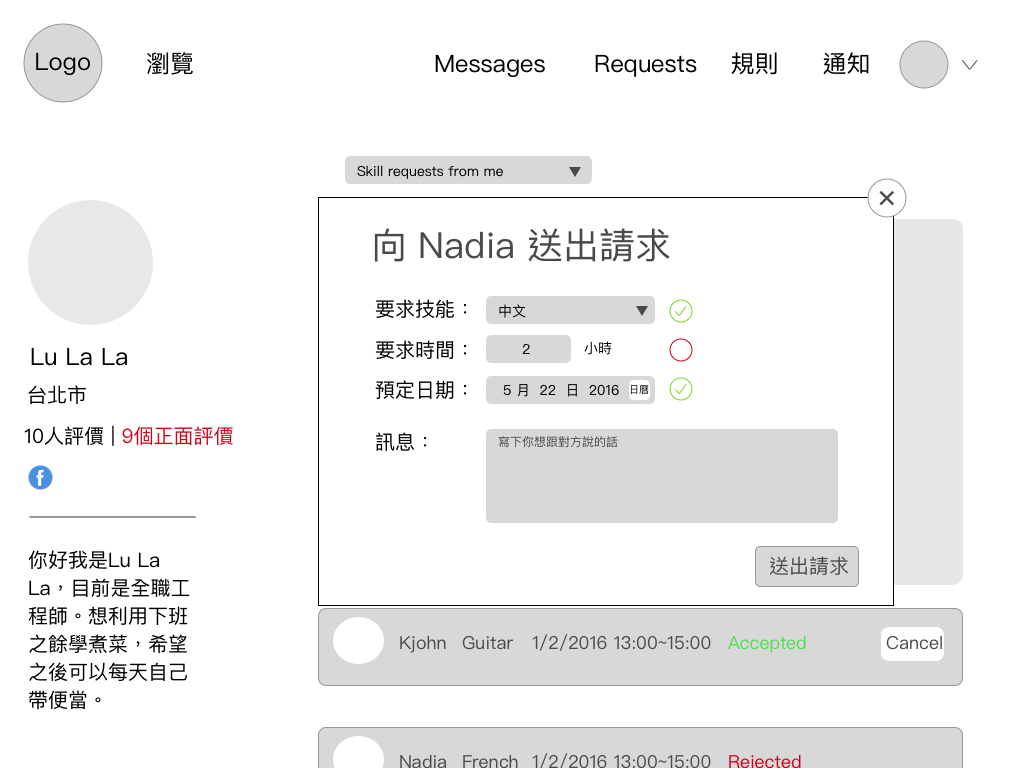 Logo
瀏覽
Messages
Requests
規則
通知
Skill requests from me
向 Nadia 送出請求
要求技能：
中文
要求時間：
2
小時
預定日期：
5 月 22 日 2016
日曆
訊息：
寫下你想跟對方說的話
送出請求
Lu La La
台北市
10人評價 | 9個正面評價
f
你好我是Lu La
La，目前是全職工
程師。想利用下班
之餘學煮菜，希望
之後可以每天自己
帶便當。
Kjohn Guitar 1/2/2016 13:00~15:00 Accepted
Cancel
Nadia French 1/2/2016 13:00~15:00 Rejected